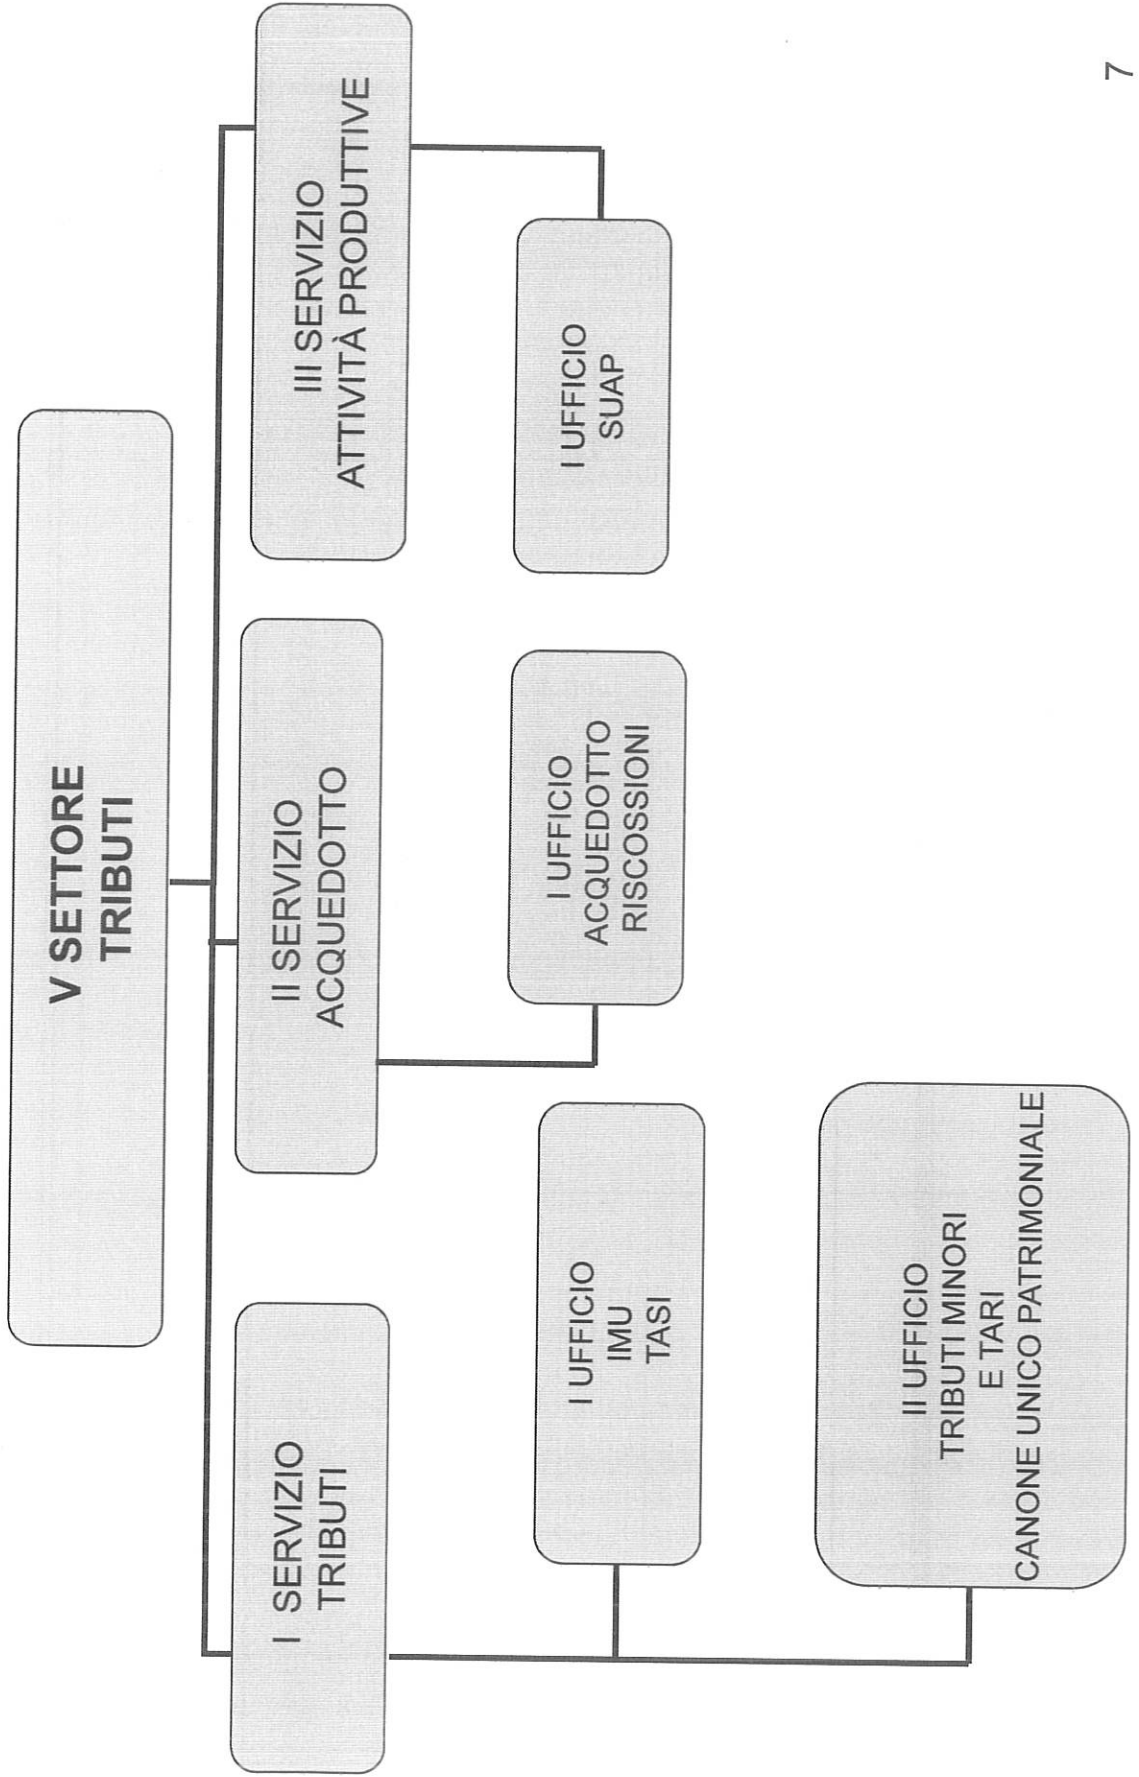 V SETTORE
TRIBUTI
I SERVIZIO
TRIBUTI
II SERVIZIO
ACQUEDOTTO
III SERVIZIO
ATTIVITÀ PRODUTTIVE
I UFFICIO
IMU
TASI
I UFFICIO
ACQUEDOTTO
RISCOSSIONI
I UFFICIO
SUAP
II UFFICIO
TRIBUTI MINORI
E TARI
CANONE UNICO PATRIMONIALE
7